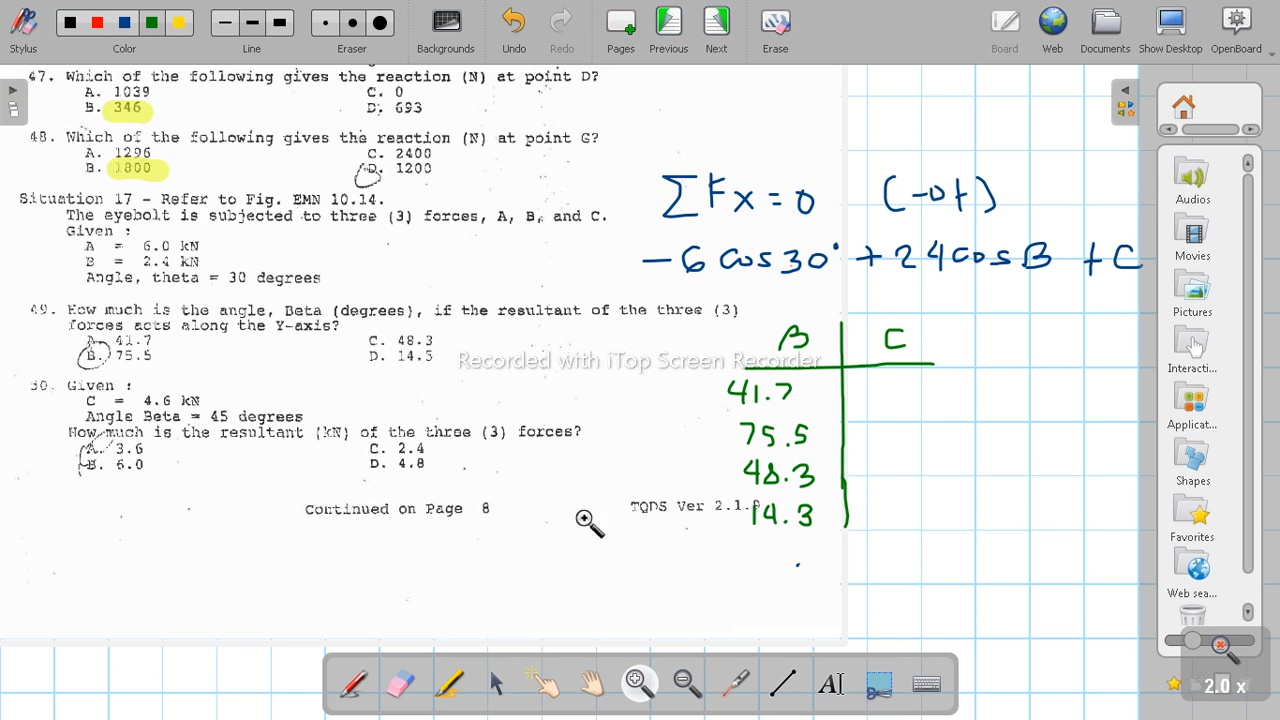 Stylus
Color
Line
Eraser
Backgrounds
Undo
Redo
Pages
Previous
Next
Erase
Board
Web
Documents
Show Desktop
OpenBoard
47. Which of the following gives the reaction (N) at point D?
A. 1039 C. 0
B. 346 D. 693
48. Which of the following gives the reaction (N) at point G?
A. 1296 C. 2400
B. 1800 D. 1200
Situation 17 - Refer to Fig. EMN 10.14.
The eyebolt is subjected to three (3) forces, A, B, and C.
Given :
A = 6.0 kN
B = 2.4 kN
Angle, theta = 30 degrees
49. How much is the angle, Beta (degrees), if the resultant of the three (3)
forces acts along the Y-axis?
A. 41.7 C. 48.3
B. 75.5 D. 14.5
50. Given :
C = 4.6 kN
Angle Beta = 45 degrees
How much is the resultant (kN) of the three (3) forces?
A. 3.6 C. 2.4
B. 6.0 D. 4.8
Continued on Page 8
TQDS Ver 2.1.
ΣFx = 0 (→+)
-6 cos30° + 24cosB + C
B C
41.7
75.5
48.3
14.3
Recorded with iTop Screen Recorder
Audios
Movies
Pictures
Interacti...
Applicat...
Shapes
Favorites
Web sea...
2.0 x